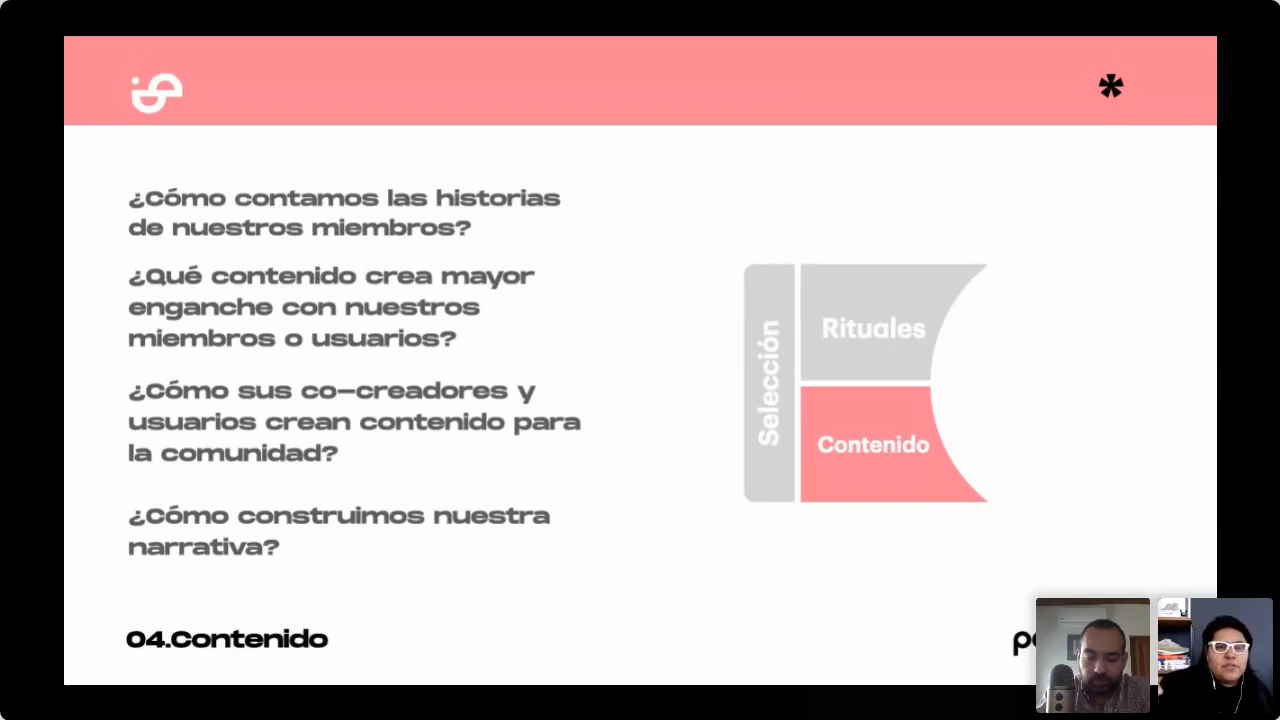 ¿Cómo contamos las historias
de nuestros miembros?
¿Qué contenido crea mayor
enganche con nuestros
miembros o usuarios?
¿Cómo sus co-creadores y
usuarios crean contenido para
la comunidad?
¿Cómo construimos nuestra
narrativa?
Selección
Rituales
Contenido
04.Contenido